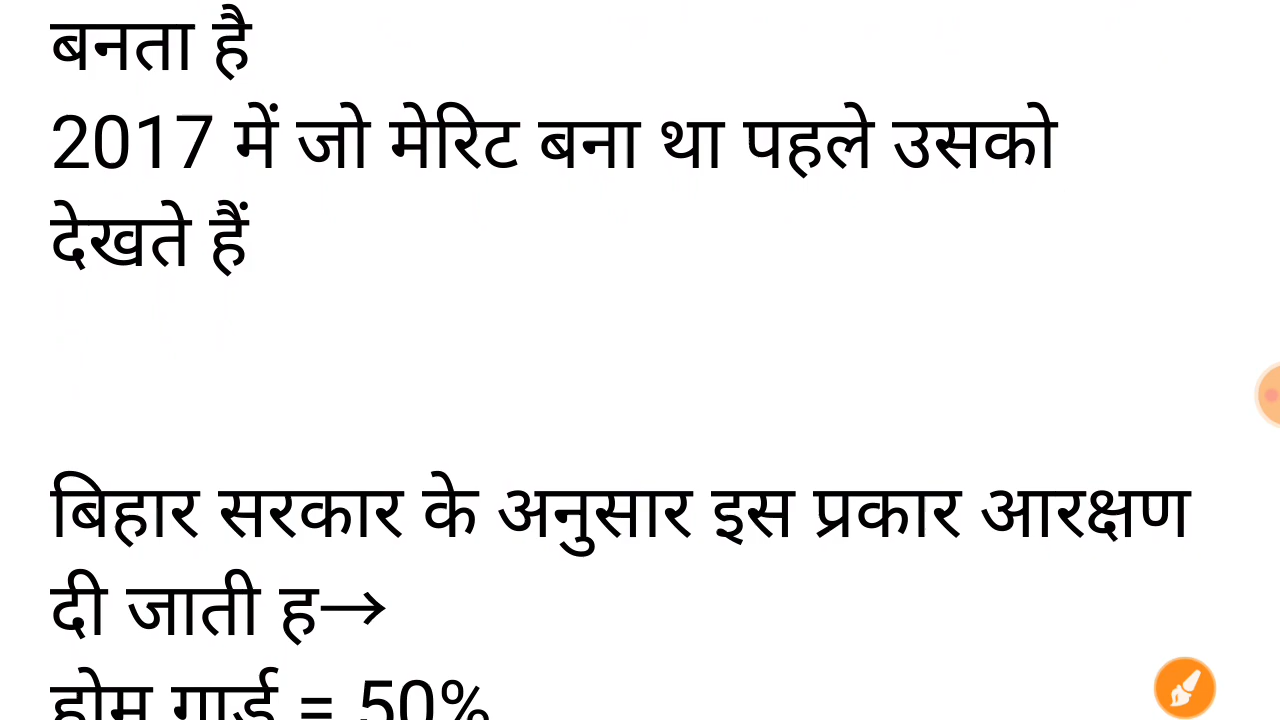 बनता है
2017 में जो मेरिट बना था पहले उसको
देखते हैं
बिहार सरकार के अनुसार इस प्रकार आरक्षण
दी जाती ह→
होम गार्ड = 50%